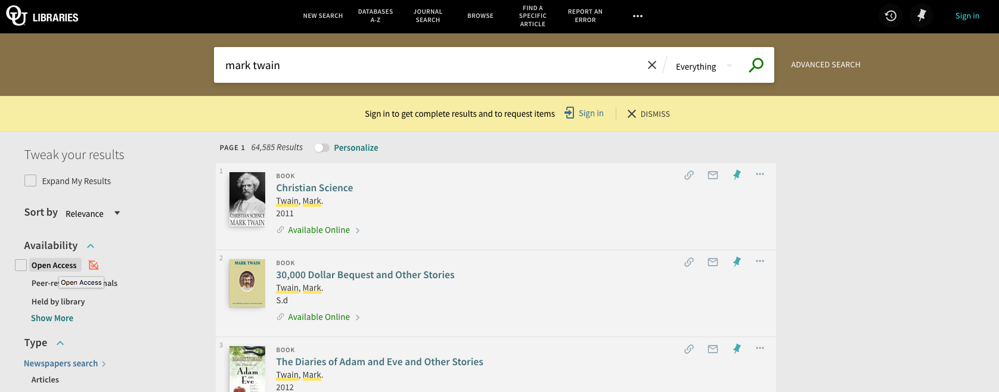 OU LIBRARIES
NEW SEARCH
DATABASES
A-Z
JOURNAL
SEARCH
BROWSE
FIND A
SPECIFIC
ARTICLE
REPORT AN
ERROR
Sign in
mark twain
Everything
ADVANCED SEARCH
Sign in to get complete results and to request items
Sign in
DISMISS
Tweak your results
Expand My Results
Sort by Relevance
Availability
Open Access
Peer-re
nals
Open Access
Held by library
Show More
Type
Newspapers search
Articles
PAGE 1 64,585 Results
Personalize
1
CHRISTIAN SCIENCE
MARK TWAIN
BOOK
Christian Science
Twain, Mark.
2011
Available Online
2
MARK TWAIN
BOOK
30,000 Dollar Bequest and Other Stories
Twain, Mark.
S.d
Available Online
3
MARK TWAIN
The Diaries of
Adam
AND
Eve
BOOK
The Diaries of Adam and Eve and Other Stories
Twain, Mark.
2012